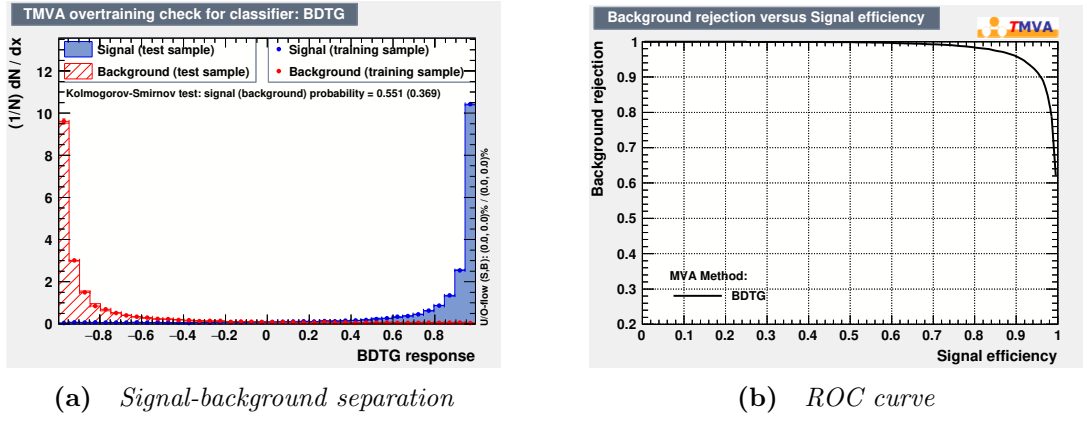 TMVA overtraining check for classifier: BDTG
(1/N) dN / dx
Signal (test sample)
Background (test sample)
Signal (training sample)
Background (training sample)
Kolmogorov-Smirnov test: signal (background) probability = 0.551 (0.369)
12
10
8
6
4
2
0
−0.8 −0.6 −0.4 −0.2 0 0.2 0.4 0.6 0.8
BDTG response
U/O-flow (S,B): (0.0, 0.0)% / (0.0, 0.0)%
(a) Signal-background separation
Background rejection versus Signal efficiency
TMVA
Background rejection
1
0.9
0.8
0.7
0.6
0.5
0.4
0.3
0.2
MVA Method:
BDTG
0 0.1 0.2 0.3 0.4 0.5 0.6 0.7 0.8 0.9 1
Signal efficiency
(b) ROC curve